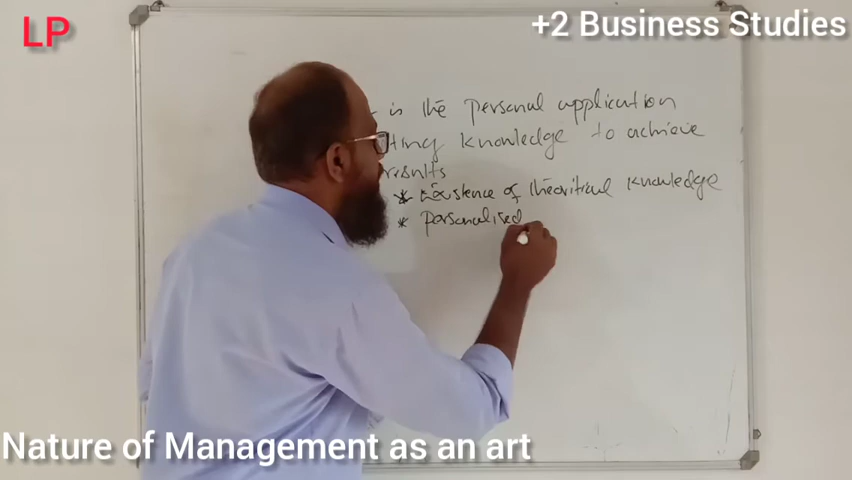 LP
+2 Business Studies
is the personal application
ting knowledge to achieve
results
* Existence of theoritical knowledge
* personalised
Nature of Management as an art